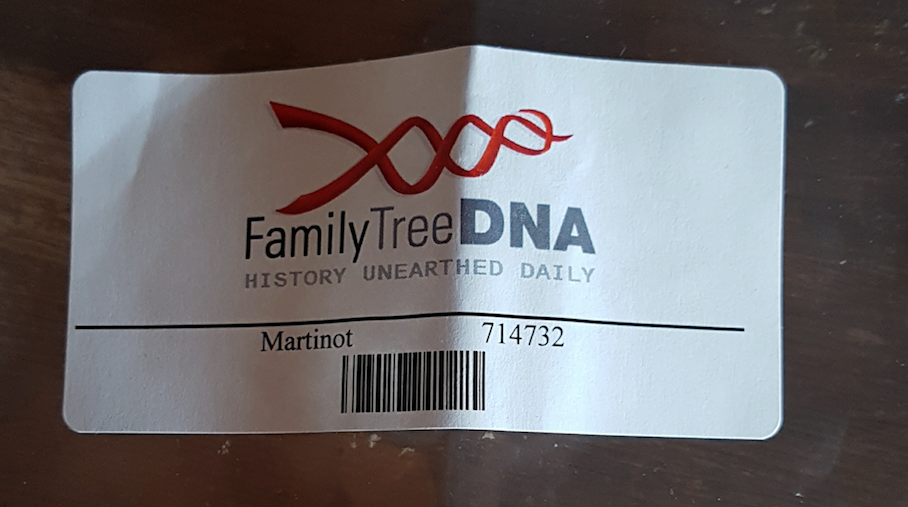 FamilyTreeDNA
HISTORY UNEARTHED DAILY
Martinot 714732